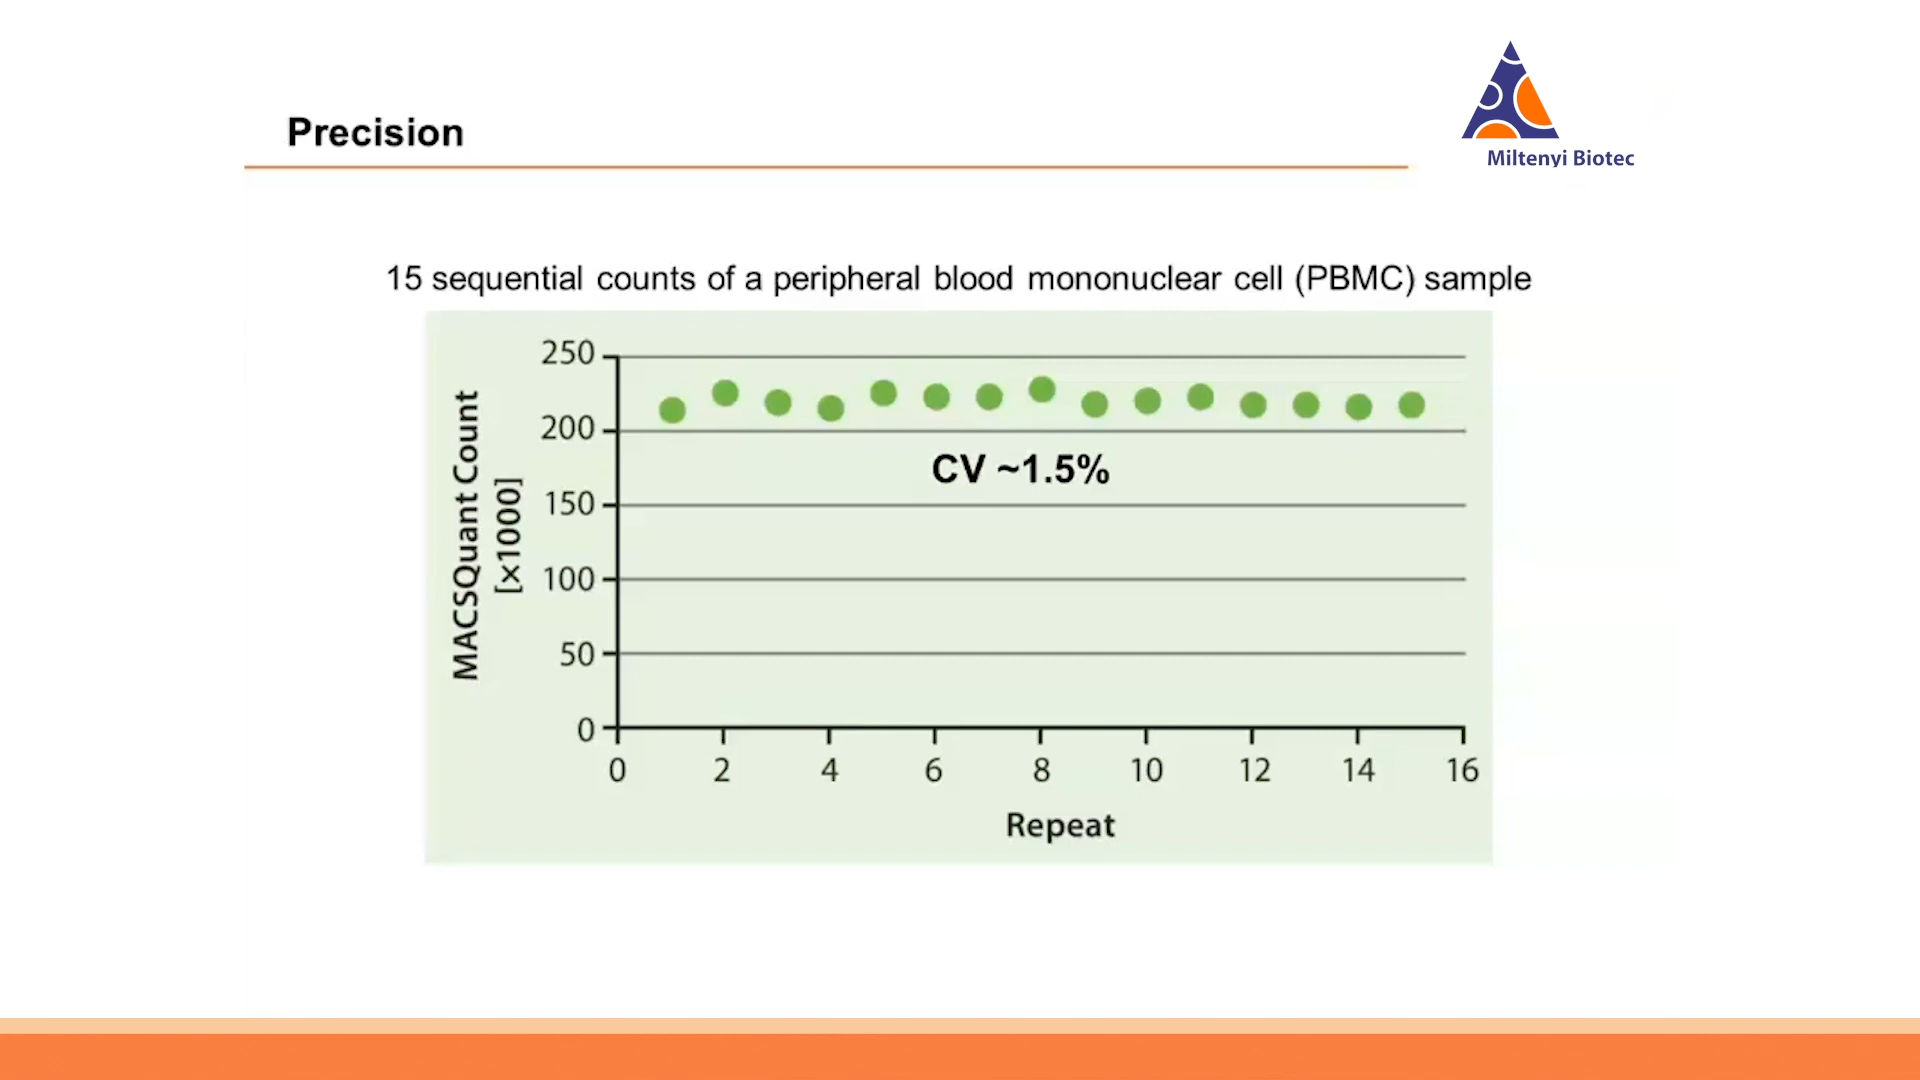 Precision
Miltenyi Biotec
15 sequential counts of a peripheral blood mononuclear cell (PBMC) sample
MACSQuant Count
[×1000]
250
200
150
100
50
0
CV ~1.5%
0 2 4 6 8 10 12 14 16
Repeat